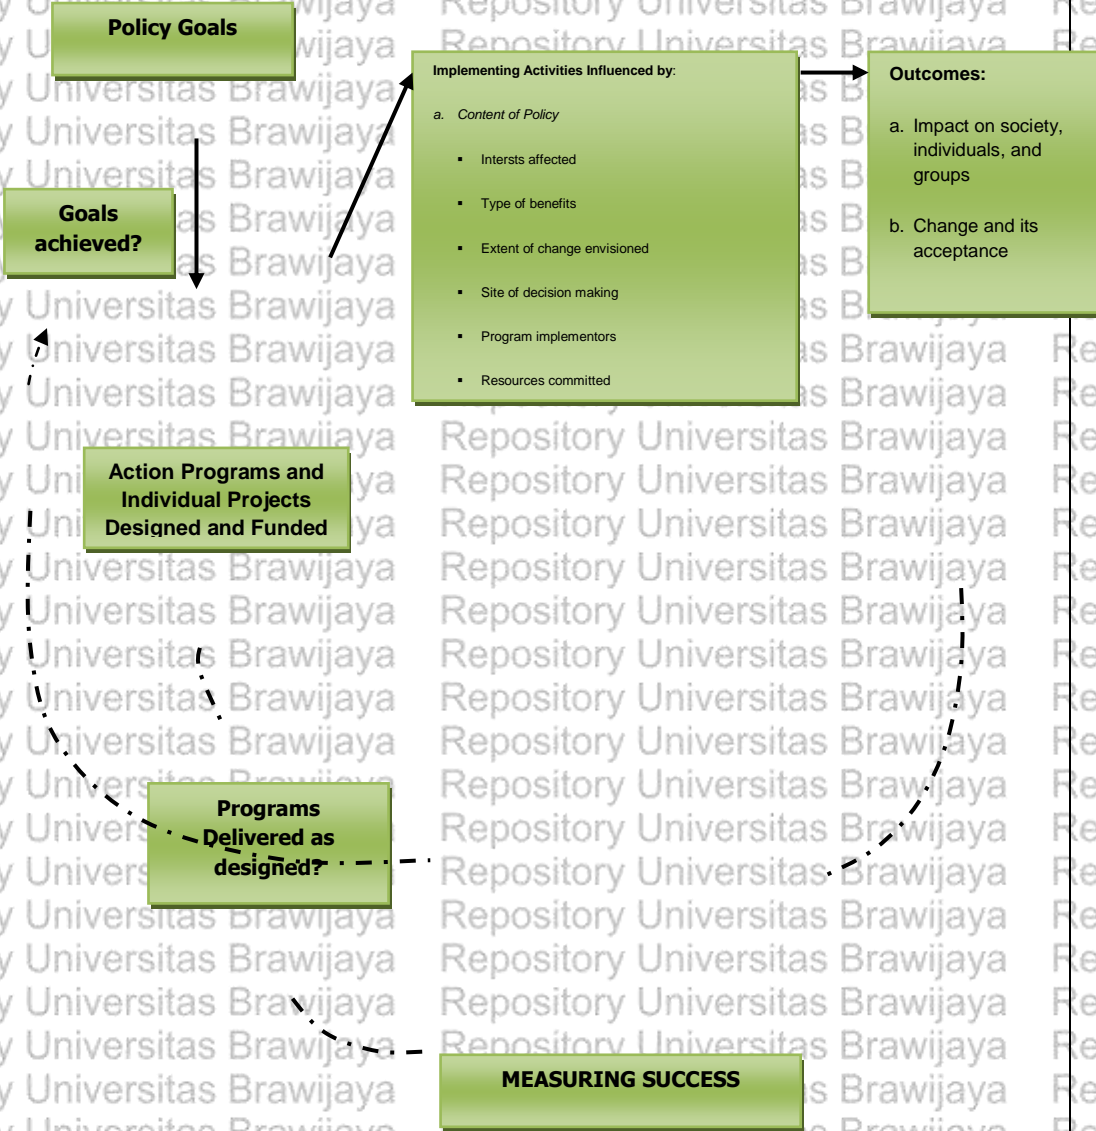 Policy Goals
Implementing Activities Influenced by:
a. Content of Policy
▪ Intersts affected
▪ Type of benefits
▪ Extent of change envisioned
▪ Site of decision making
▪ Program implementors
▪ Resources committed
Outcomes:
a. Impact on society,
individuals, and
groups
b. Change and its
acceptance
Goals
achieved?
Action Programs and
Individual Projects
Designed and Funded
Programs
Delivered as
designed?
MEASURING SUCCESS
Repository Universitas Brawijaya